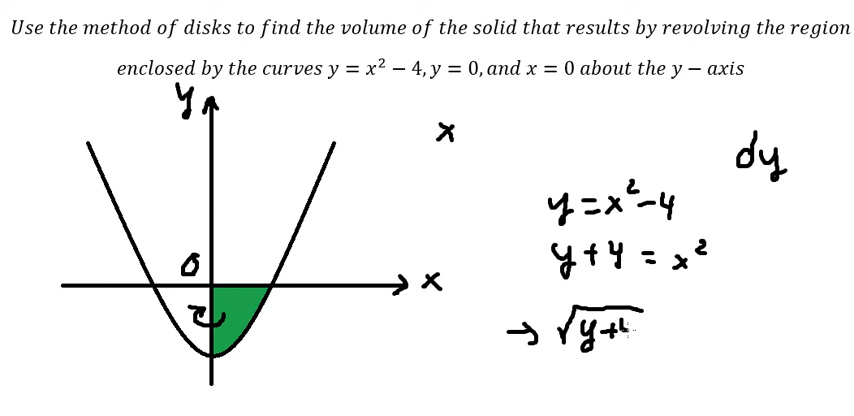 Use the method of disks to find the volume of the solid that results by revolving the region
enclosed by the curves y = x² − 4, y = 0, and x = 0 about the y − axis
y
x
dy
y = x² - 4
y + 4 = x²
0
x
→ √y+4